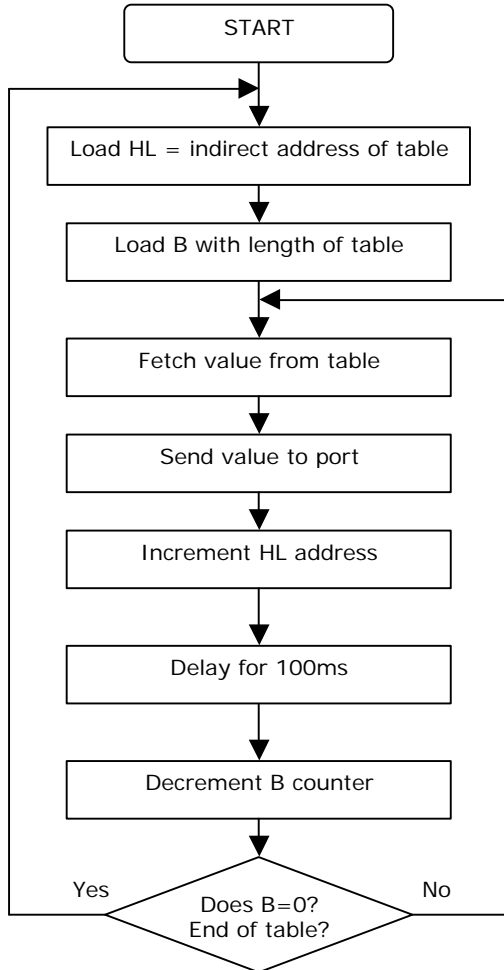 START
Load HL = indirect address of table
Load B with length of table
Fetch value from table
Send value to port
Increment HL address
Delay for 100ms
Decrement B counter
Yes
No
Does B=0?
End of table?